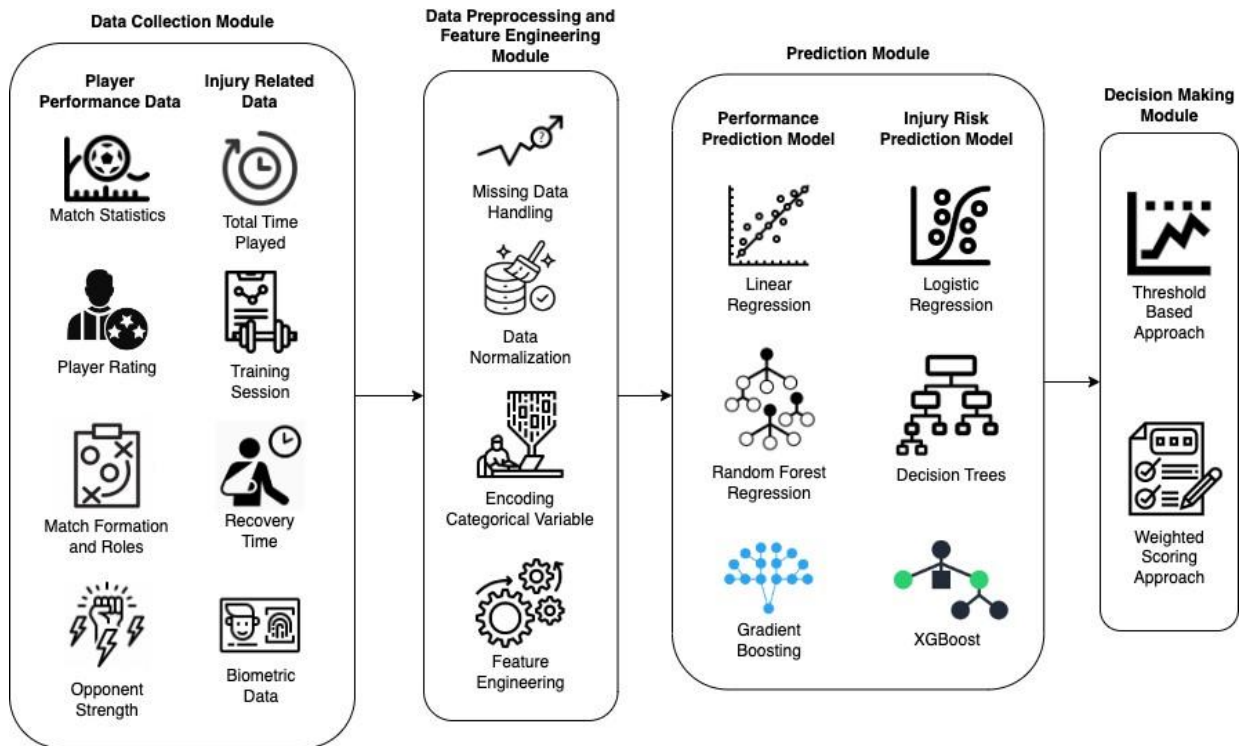 Data Collection Module
Player
Performance Data
Injury Related
Data
Match Statistics
Total Time
Played
Player Rating
Training
Session
Match Formation
and Roles
Recovery
Time
Opponent
Strength
Biometric
Data
Data Preprocessing and
Feature Engineering
Module
?
Missing Data
Handling
Data
Normalization
Encoding
Categorical Variable
Feature
Engineering
Prediction Module
Performance
Prediction Model
Injury Risk
Prediction Model
Linear
Regression
Logistic
Regression
Random Forest
Regression
Decision Trees
Gradient
Boosting
XGBoost
Decision Making
Module
Threshold
Based
Approach
Weighted
Scoring
Approach